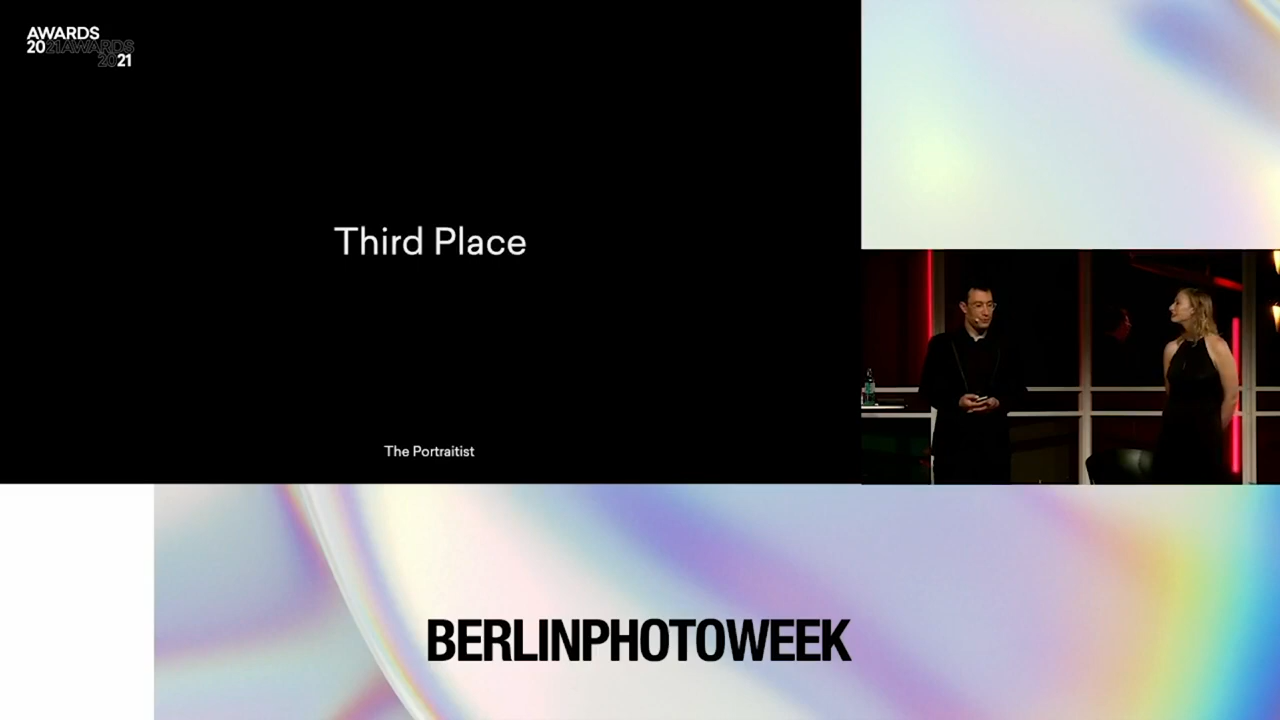 AWARDS
2021AWARDS
2021
Third Place
The Portraitist
BERLINPHOTOWEEK